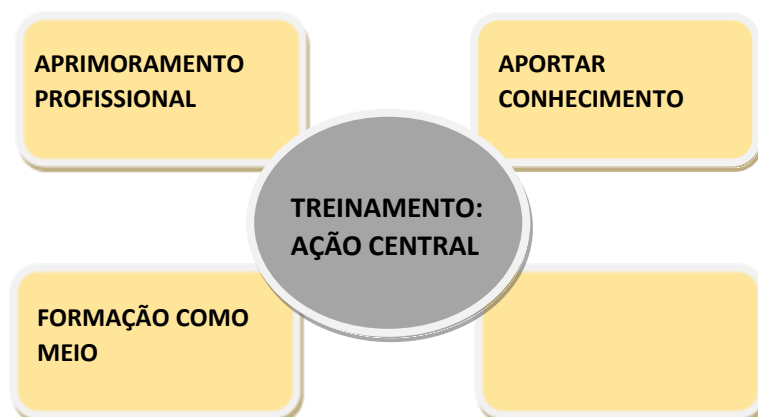 APRIMORAMENTO
PROFISSIONAL
APORTAR
CONHECIMENTO
TREINAMENTO:
AÇÃO CENTRAL
FORMAÇÃO COMO
MEIO